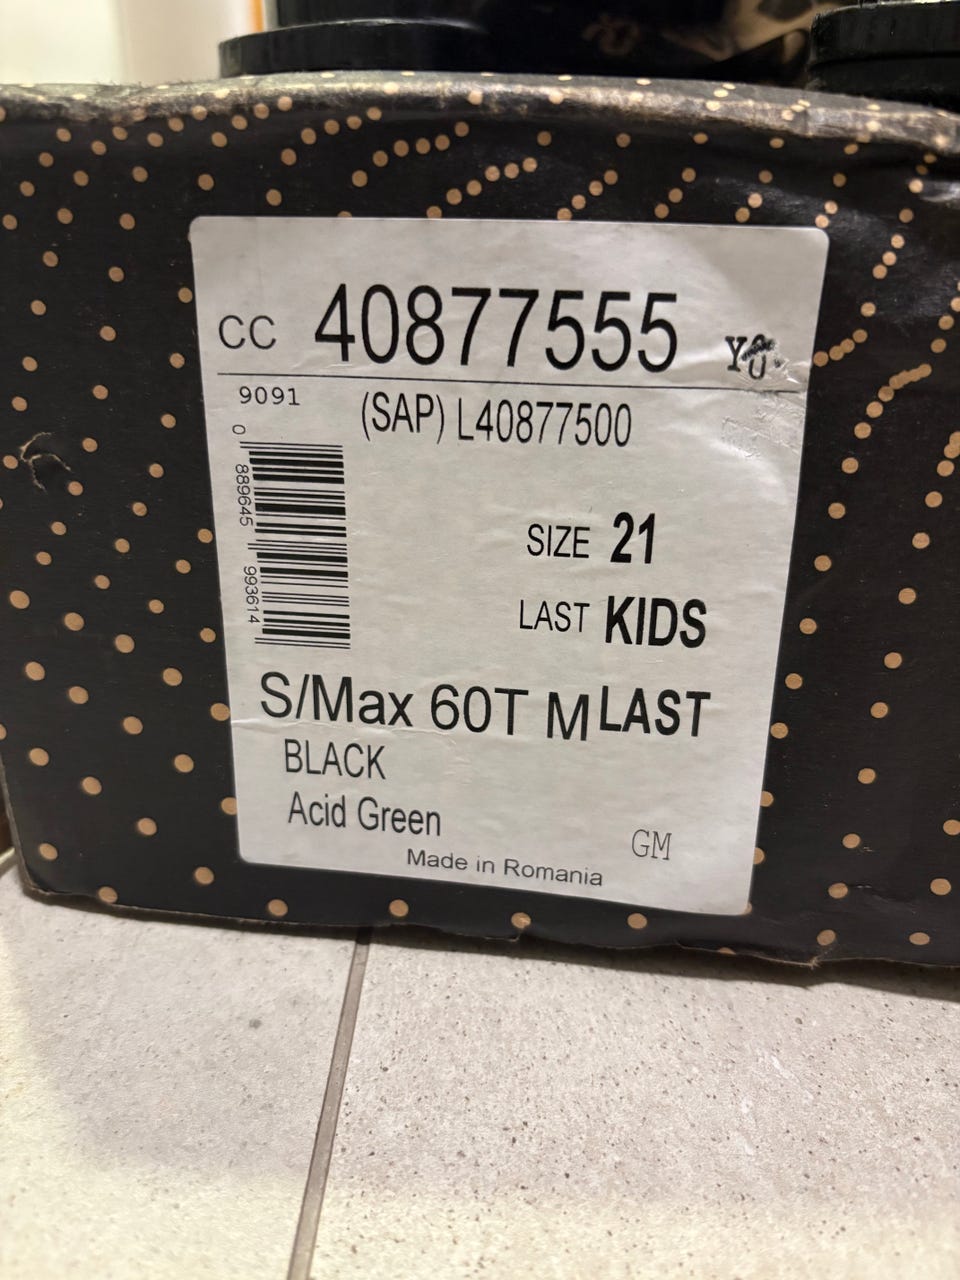 CC 40877555
9091 (SAP) L40877500
0 889645 993614
SIZE 21
LAST KIDS
S/Max 60T M LAST
BLACK
Acid Green
GM
Made in Romania